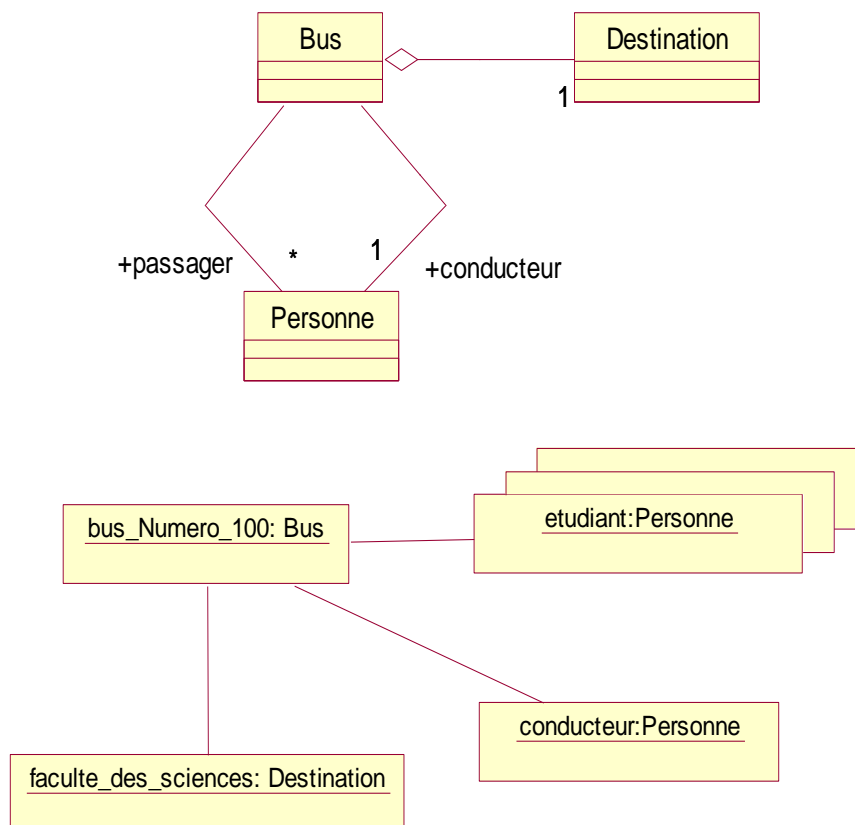 Bus
Destination
1
+passager
*
1
+conducteur
Personne
bus_Numero_100: Bus
etudiant:Personne
conducteur:Personne
faculte_des_sciences: Destination